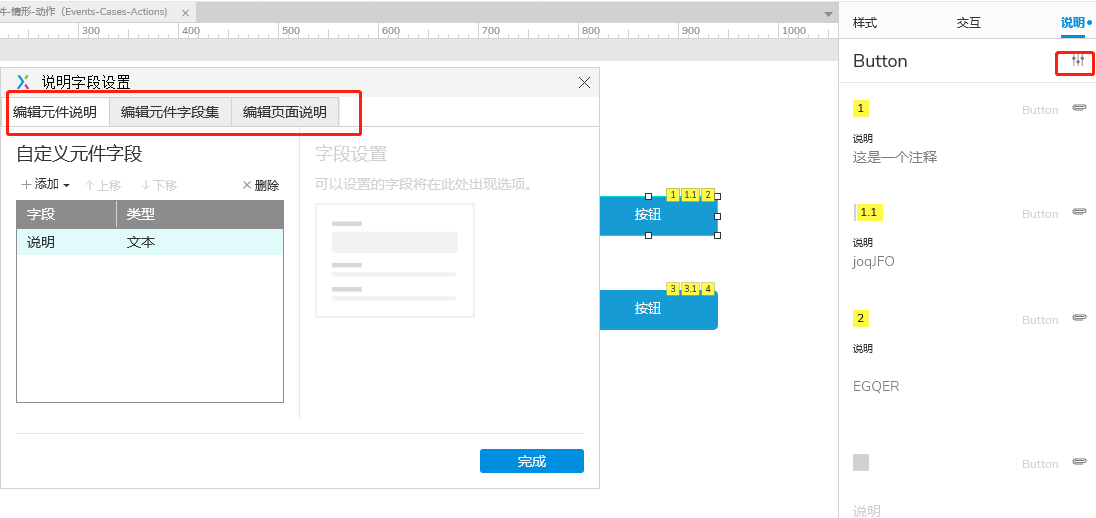 件-情形-动作（Events-Cases-Actions)
300 400 500 600 700 800 900 1000
说明字段设置
编辑元件说明 编辑元件字段集 编辑页面说明
自定义元件字段
添加 上移 下移 删除
字段 类型
说明 文本
字段设置
可以设置的字段将在此处出现选项。
完成
1 1.1 2
按钮
3 3.1 4
按钮
样式 交互 说明
Button
1 Button
说明
这是一个注释
1.1 Button
说明
joqJFO
2 Button
说明
EGQER
Button
说明